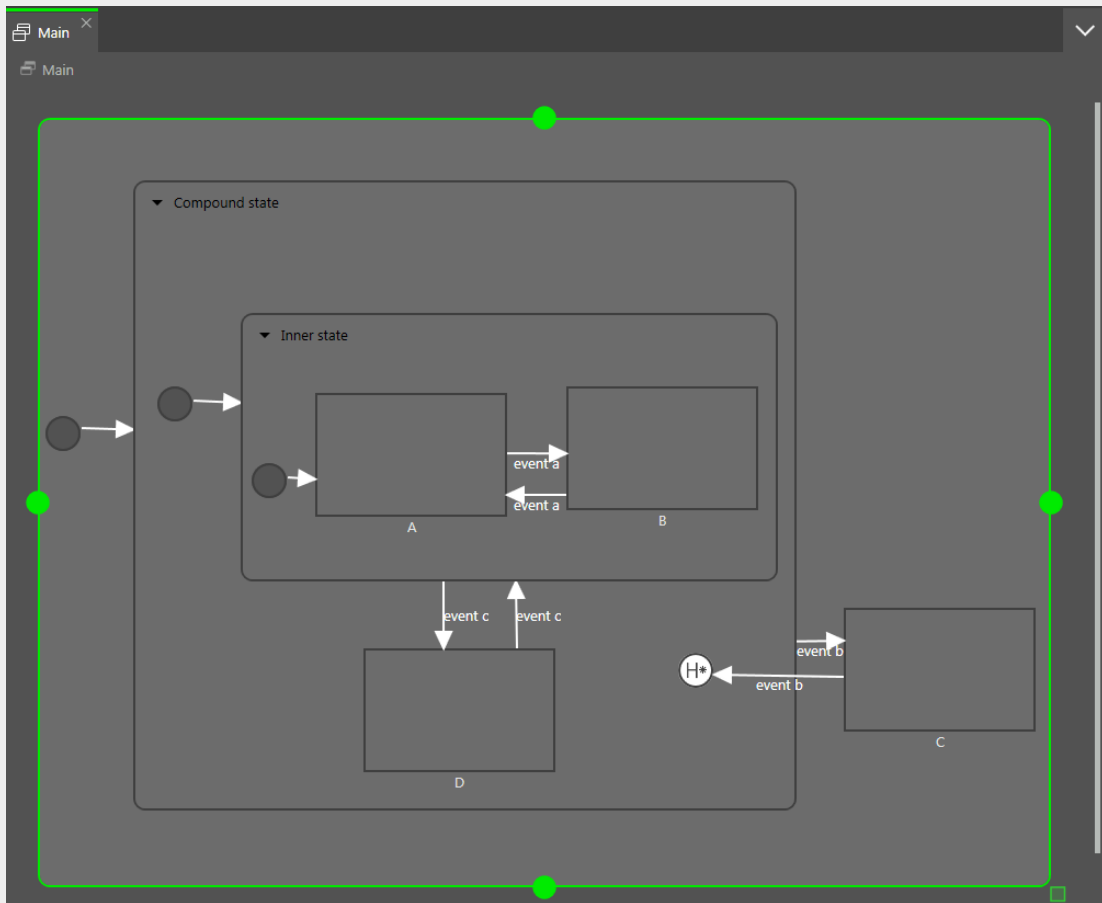 Main
Main
Compound state
Inner state
event a
event a
A
B
event c
event c
event b
H*
event b
C
D